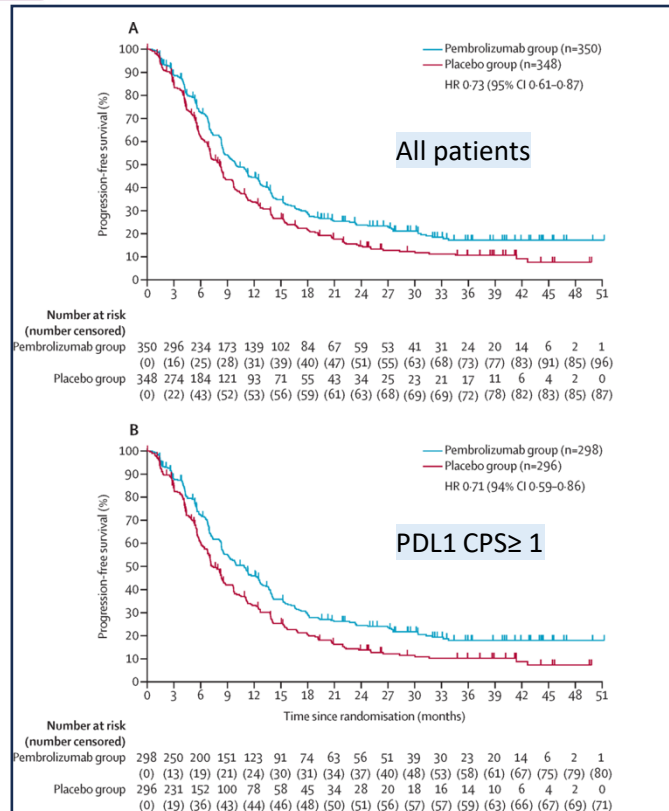 A
100
90
80
70
60
50
40
30
20
10
0
Progression-free survival (%)
Pembrolizumab group (n=350)
Placebo group (n=348)
HR 0·73 (95% CI 0·61–0·87)
All patients
0 3 6 9 12 15 18 21 24 27 30 33 36 39 42 45 48 51
Number at risk
(number censored)
Pembrolizumab group 350 296 234 173 139 102 84 67 59 53 41 31 24 20 14 6 2 1
(0) (16) (25) (28) (31) (39) (40) (47) (51) (55) (63) (68) (73) (77) (83) (91) (85) (96)
Placebo group 348 274 184 121 93 71 55 43 34 25 23 21 17 11 6 4 2 0
(0) (22) (43) (52) (53) (56) (59) (61) (63) (68) (69) (69) (72) (78) (82) (83) (85) (87)
B
100
90
80
70
60
50
40
30
20
10
0
Progression-free survival (%)
Pembrolizumab group (n=298)
Placebo group (n=296)
HR 0·71 (94% CI 0·59–0·86)
PDL1 CPS≥ 1
0 3 6 9 12 15 18 21 24 27 30 33 36 39 42 45 48 51
Time since randomisation (months)
Number at risk
(number censored)
Pembrolizumab group 298 250 200 151 123 91 74 63 56 51 39 30 23 20 14 6 2 1
(0) (13) (19) (21) (24) (30) (31) (34) (37) (40) (48) (53) (58) (61) (67) (75) (79) (80)
Placebo group 296 231 152 100 78 58 45 34 28 20 18 16 14 10 6 4 2 0
(0) (19) (36) (43) (44) (46) (48) (50) (51) (56) (57) (57) (59) (63) (66) (67) (69) (71)